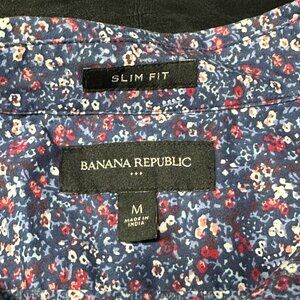 SLIM FIT
BANANA REPUBLIC
M
MADE IN
INDIA